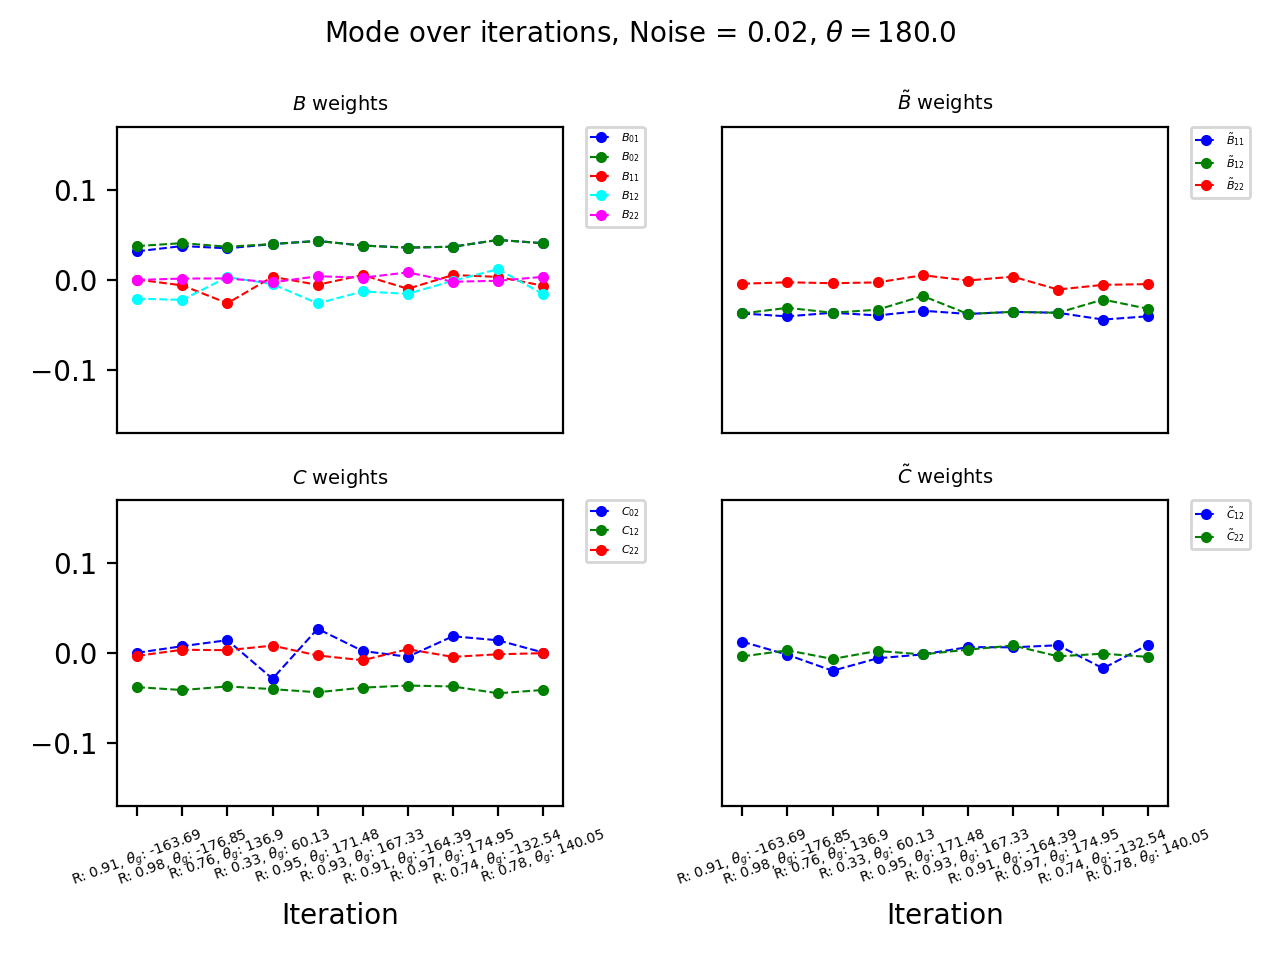 Mode over iterations, Noise = 0.02, θ = 180.0
B weights
0.1
0.0
−0.1
B₀₁
B₀₂
B₁₁
B₁₂
B₂₂
B̃ weights
B̃₁₁
B̃₁₂
B̃₂₂
C weights
0.1
0.0
−0.1
C₀₂
C₁₂
C₂₂
R: 0.91, θg: -163.69
R: 0.98, θg: -176.85
R: 0.76, θg: 136.9
R: 0.33, θg: 60.13
R: 0.95, θg: 171.48
R: 0.93, θg: 167.33
R: 0.91, θg: -164.39
R: 0.97, θg: 174.95
R: 0.74, θg: -132.54
R: 0.78, θg: 140.05
Iteration
C̃ weights
C̃₁₂
C̃₂₂
R: 0.91, θg: -163.69
R: 0.98, θg: -176.85
R: 0.76, θg: 136.9
R: 0.33, θg: 60.13
R: 0.95, θg: 171.48
R: 0.93, θg: 167.33
R: 0.91, θg: -164.39
R: 0.97, θg: 174.95
R: 0.74, θg: -132.54
R: 0.78, θg: 140.05
Iteration